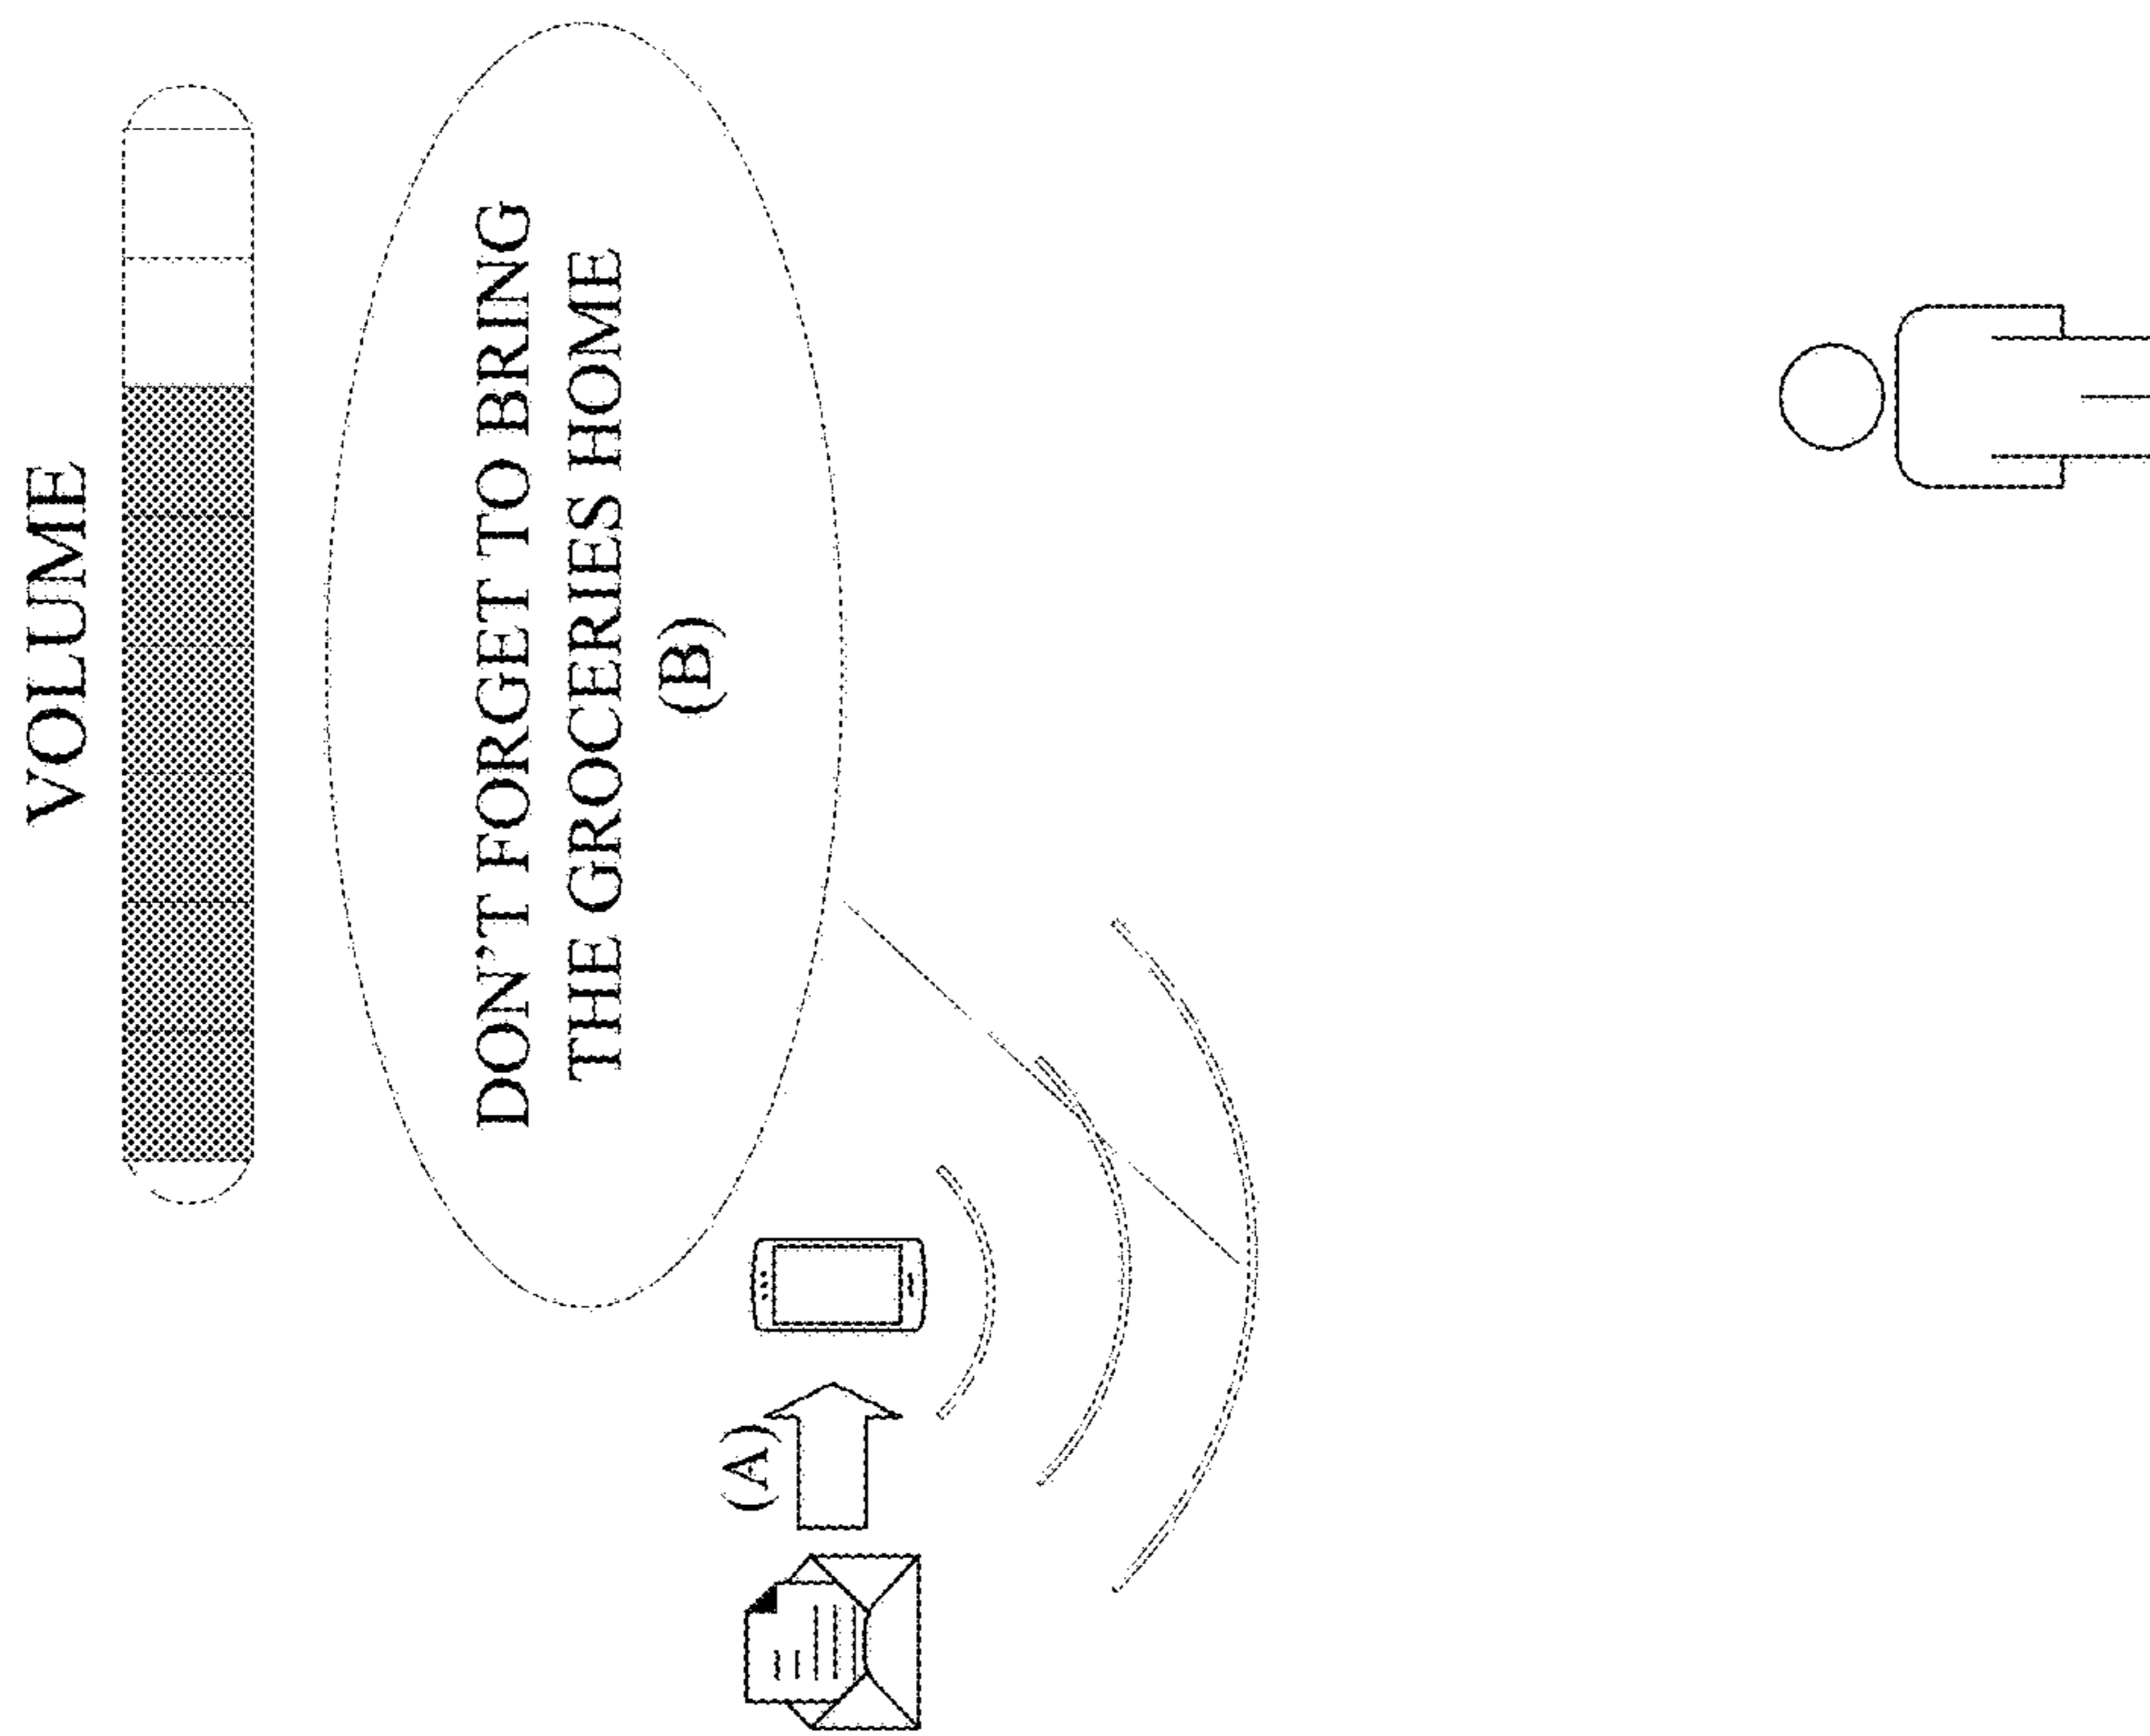 VOLUME
DON'T FORGET TO BRING
THE GROCERIES HOME
(B)
(A)